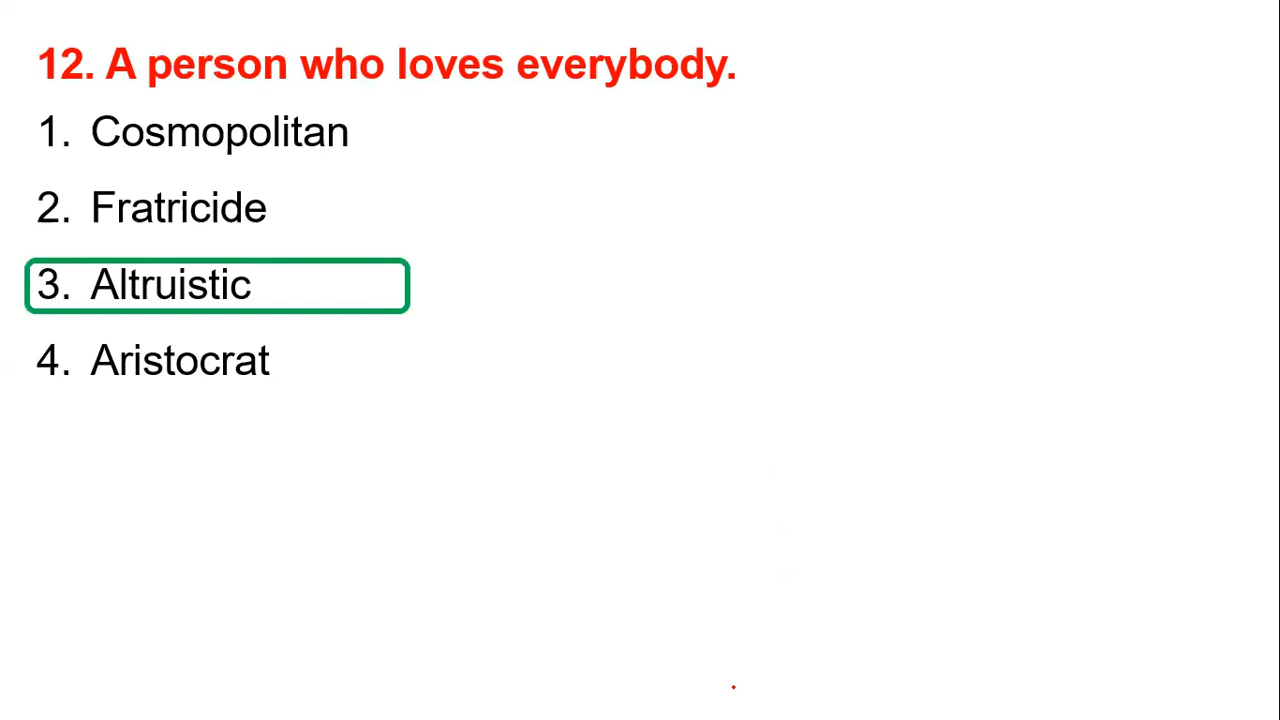 12. A person who loves everybody.
1. Cosmopolitan
2. Fratricide
3. Altruistic
4. Aristocrat